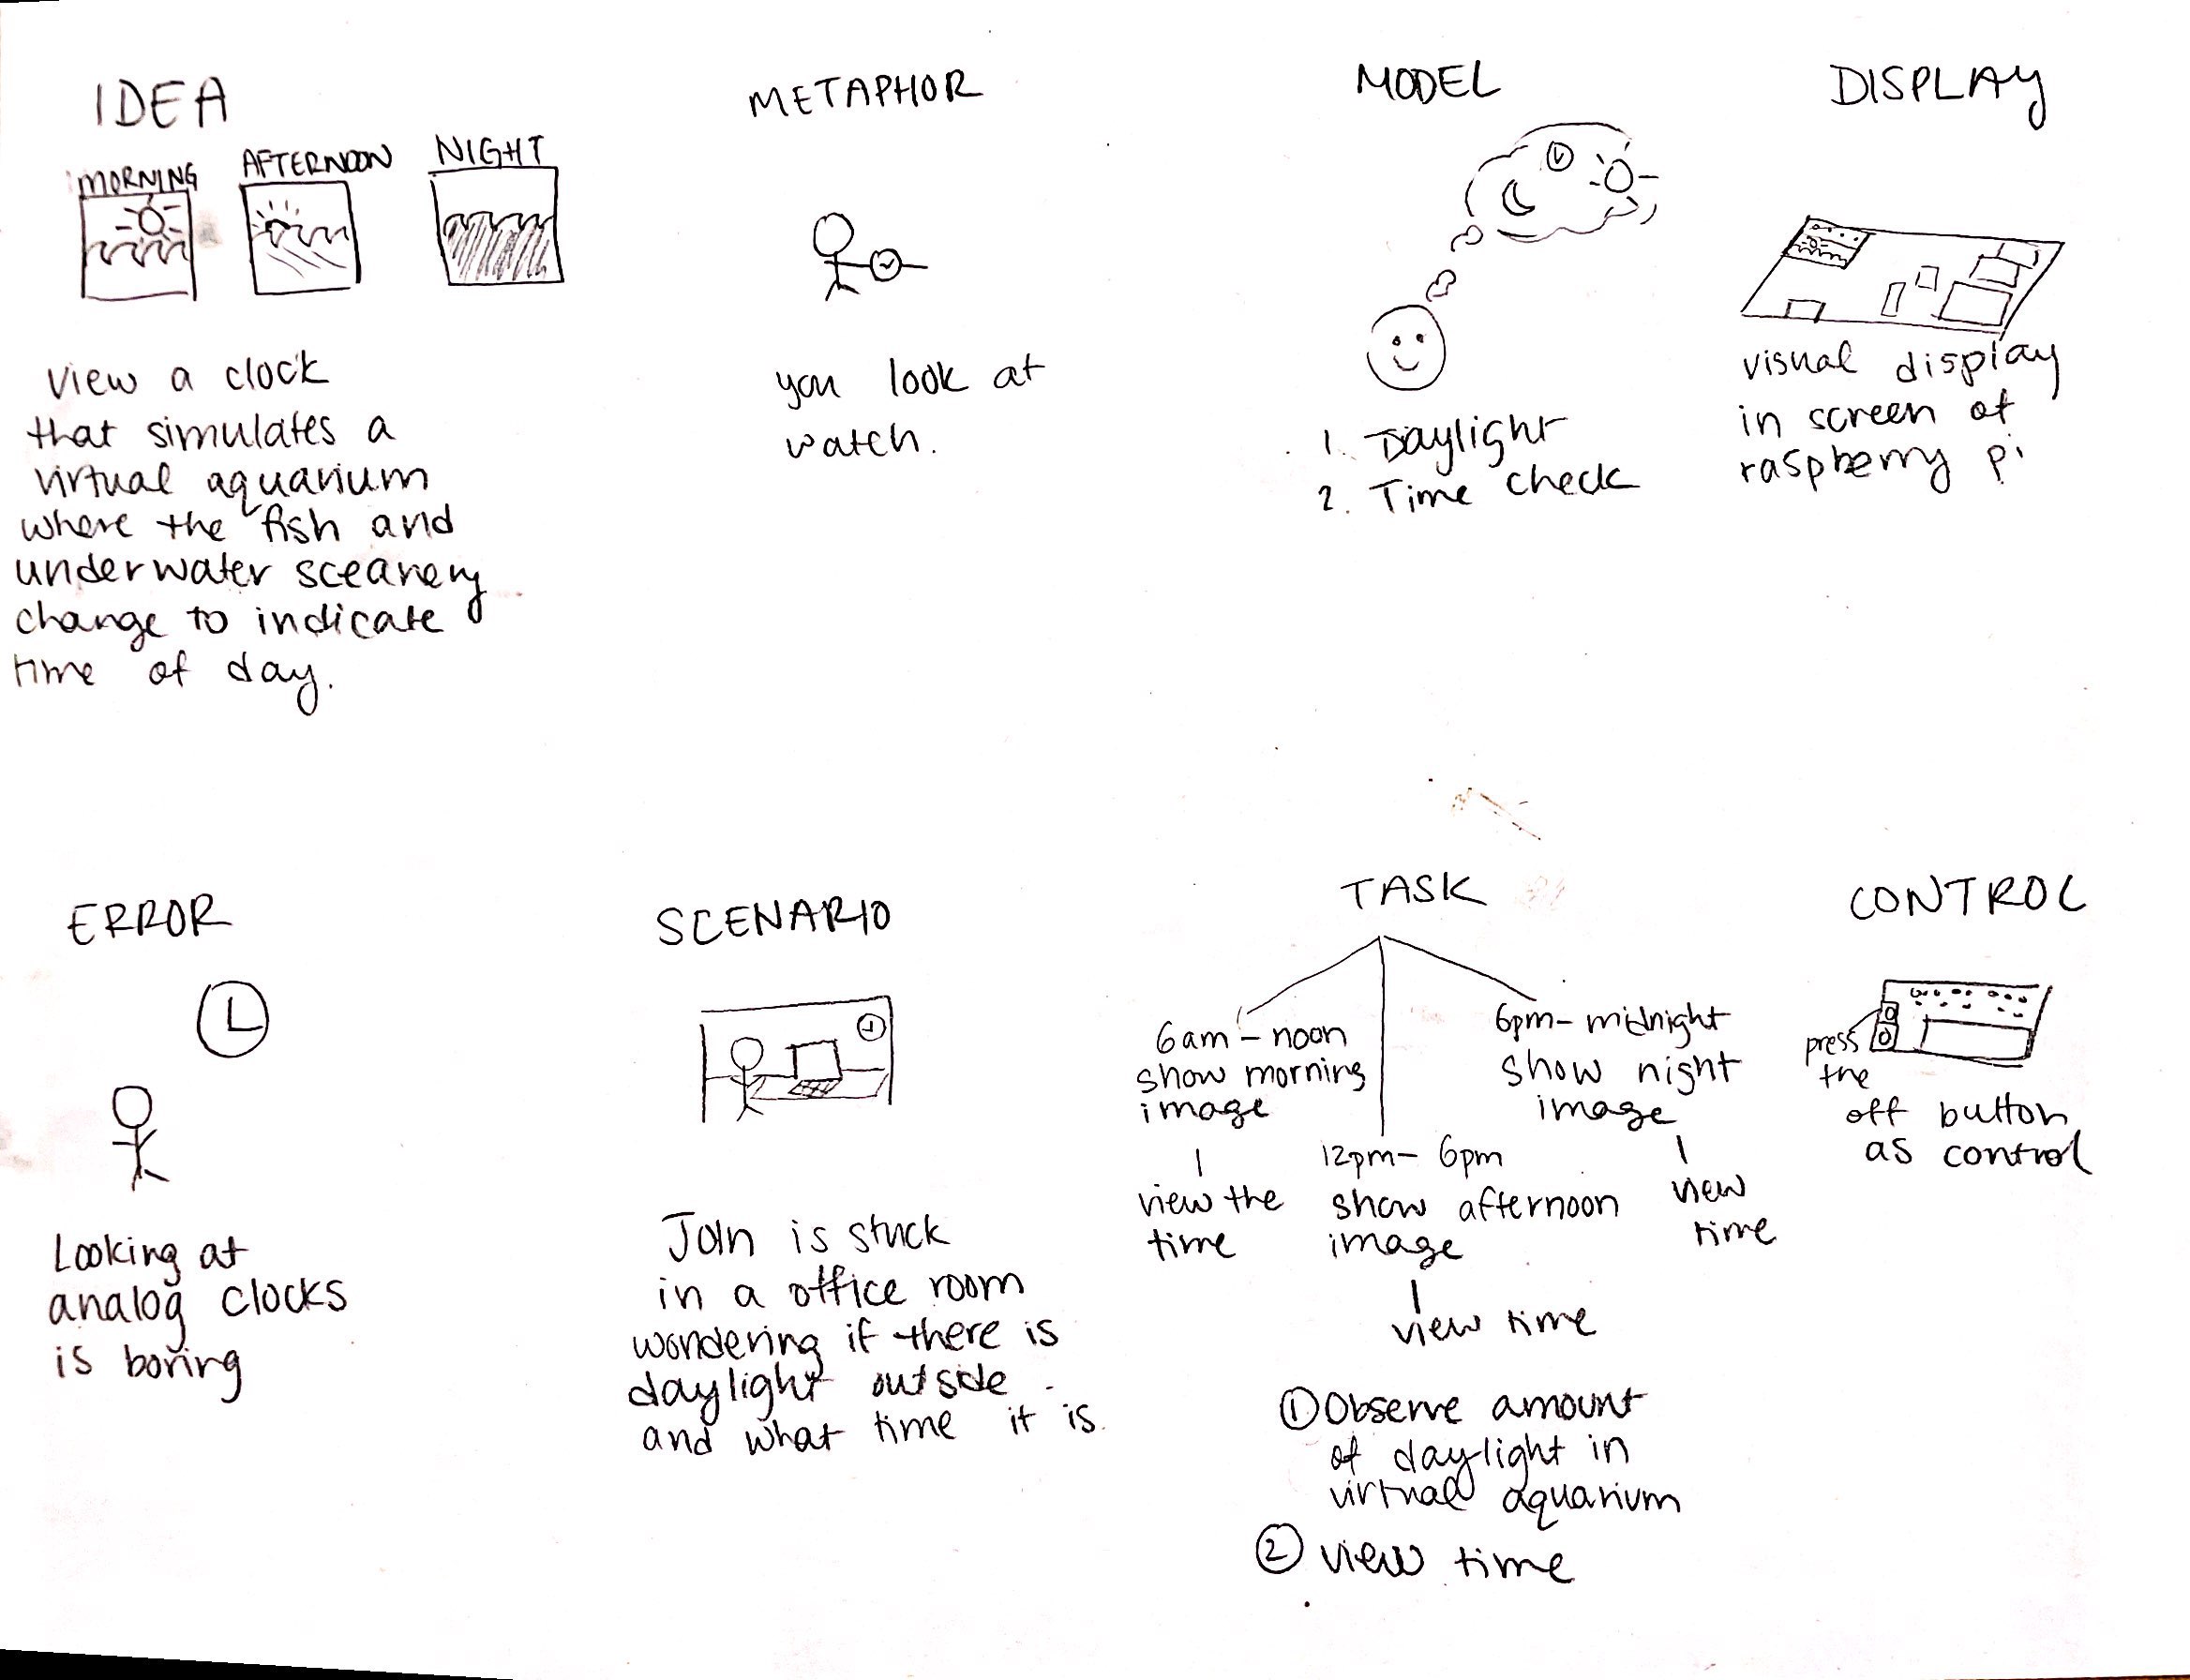 IDEA
MORNING
AFTERNOON
NIGHT
view a clock
that simulates a
virtual aquarium
where the fish and
underwater sceanery
change to indicate
time of day.
METAPHOR
you look at
watch.
MODEL
1. Daylight
2. Time check
DISPLAY
visual display
in screen of
raspberry pi
ERROR
Looking at
analog clocks
is boring
SCENARIO
John is stuck
in a office room
wondering if there is
daylight outside
and what time it is.
TASK
6am - noon
show morning
image
view the
time
12pm - 6pm
show afternoon
image
view time
6pm - midnight
show night
image
view
time
① Observe amount
of daylight in
virtual aquarium
② view time
CONTROL
press
the
off button
as control